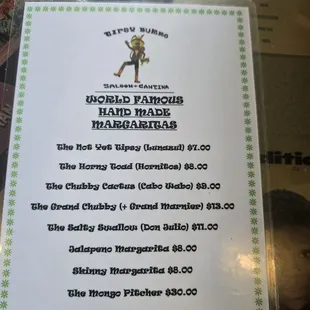 Tipsy Burro
Saloon + Cantina
World Famous
Hand Made
Margaritas
The Not Yet Tipsy (Lunazul) $7.00
The Horny Toad (Hornitos) $8.00
The Chubby Cactus (Cabo Wabo) $9.00
The Grand Chubby (+ Grand Marnier) $13.00
The Salty Swallow (Don Julio) $11.00
Jalapeno Margarita $8.00
Skinny Margarita $8.00
The Mongo Pitcher $30.00